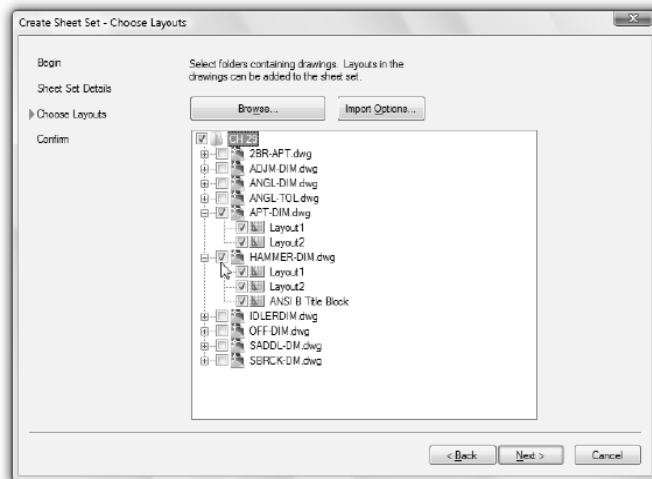 Create Sheet Set - Choose Layouts
Begin
Sheet Set Details
Choose Layouts
Confirm
Select folders containing drawings. Layouts in the
drawings can be added to the sheet set.
Browse...
Import Options...
CH 29
2BR-APT.dwg
ADJM-DIM.dwg
ANGL-DIM.dwg
ANGL-TOL.dwg
APT-DIM.dwg
Layout1
Layout2
HAMMER-DIM.dwg
Layout1
Layout2
ANSI B Title Block
IDLERDIM.dwg
OFF-DIM.dwg
SADDL-DM.dwg
SBRCK-DM.dwg
< Back
Next >
Cancel